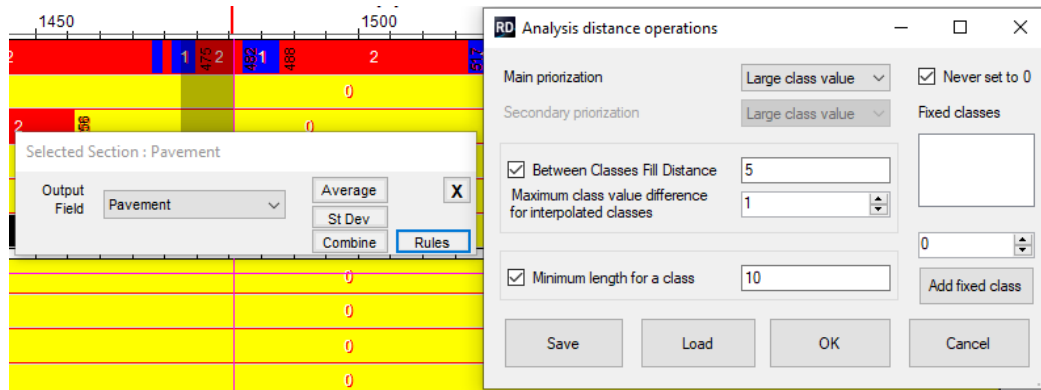 1450 1500
2 1 475 2 482 1 488 2 517
0
2 0
Selected Section : Pavement
Output Field Pavement Average X
St Dev
Combine Rules
0
0
0
0
RD Analysis distance operations
Main priorization Large class value Never set to 0
Secondary priorization Large class value Fixed classes
Between Classes Fill Distance 5
Maximum class value difference
for interpolated classes 1
0
Minimum length for a class 10 Add fixed class
Save Load OK Cancel